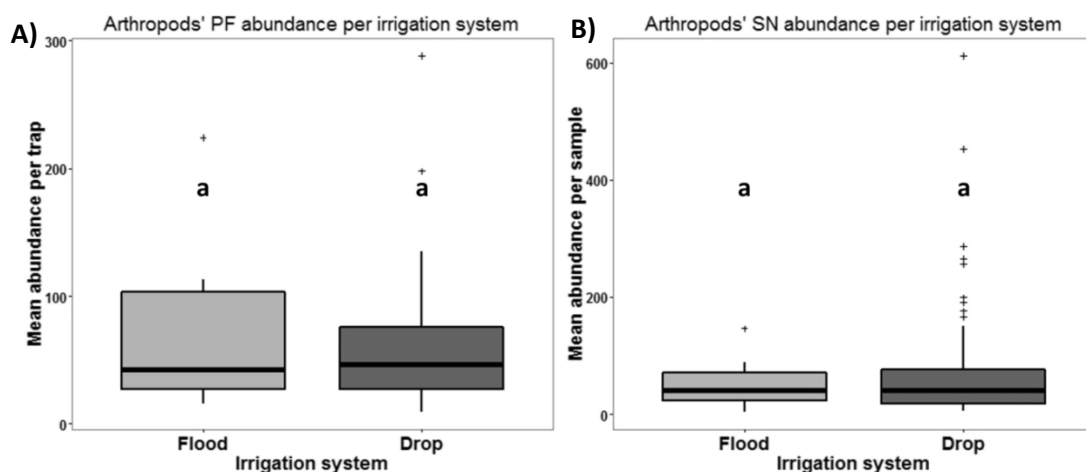 A)
Arthropods' PF abundance per irrigation system
Mean abundance per trap
300
200
100
0
a
a
Flood
Drop
Irrigation system
B)
Arthropods' SN abundance per irrigation system
Mean abundance per sample
600
400
200
0
a
a
Flood
Drop
Irrigation system